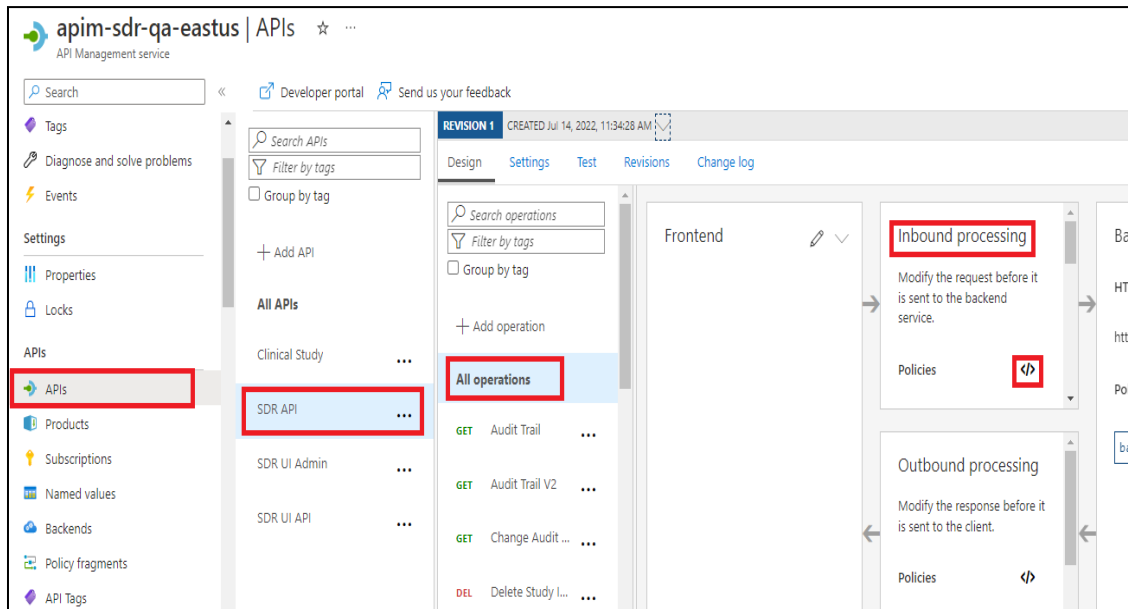 apim-sdr-qa-eastus | APIs
API Management service
Search
Tags
Diagnose and solve problems
Events
Settings
Properties
Locks
APIs
APIs
Products
Subscriptions
Named values
Backends
Policy fragments
API Tags
Developer portal
Send us your feedback
Search APIs
Filter by tags
Group by tag
+ Add API
All APIs
Clinical Study
SDR API
SDR UI Admin
SDR UI API
REVISION 1
CREATED Jul 14, 2022, 11:34:28 AM
Design
Settings
Test
Revisions
Change log
Search operations
Filter by tags
Group by tag
+ Add operation
All operations
GET Audit Trail
GET Audit Trail V2
GET Change Audit ...
DEL Delete Study I...
Frontend
Inbound processing
Modify the request before it
is sent to the backend
service.
Policies </>
Outbound processing
Modify the response before it
is sent to the client.
Policies </>